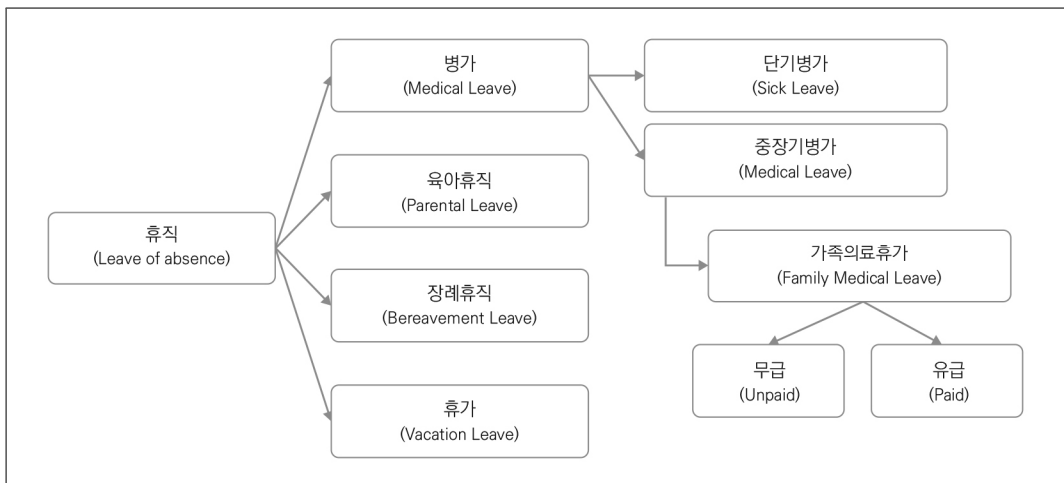 휴직
(Leave of absence)
병가
(Medical Leave)
육아휴직
(Parental Leave)
장례휴직
(Bereavement Leave)
휴가
(Vacation Leave)
단기병가
(Sick Leave)
중장기병가
(Medical Leave)
가족의료휴가
(Family Medical Leave)
무급
(Unpaid)
유급
(Paid)